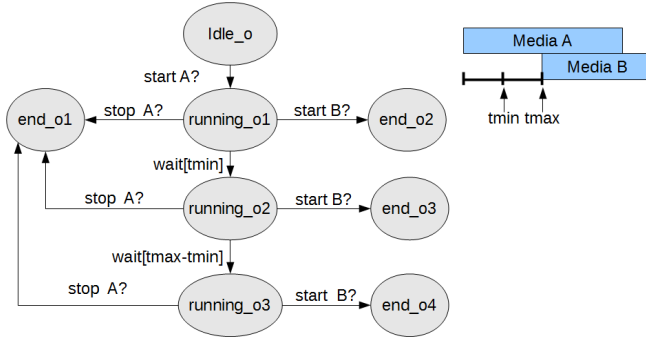 Idle_o
Media A
Media B
start A?
tmin tmax
end_o1
stop A?
running_o1
start B?
end_o2
wait[tmin]
stop A?
running_o2
start B?
end_o3
wait[tmax-tmin]
stop A?
running_o3
start B?
end_o4